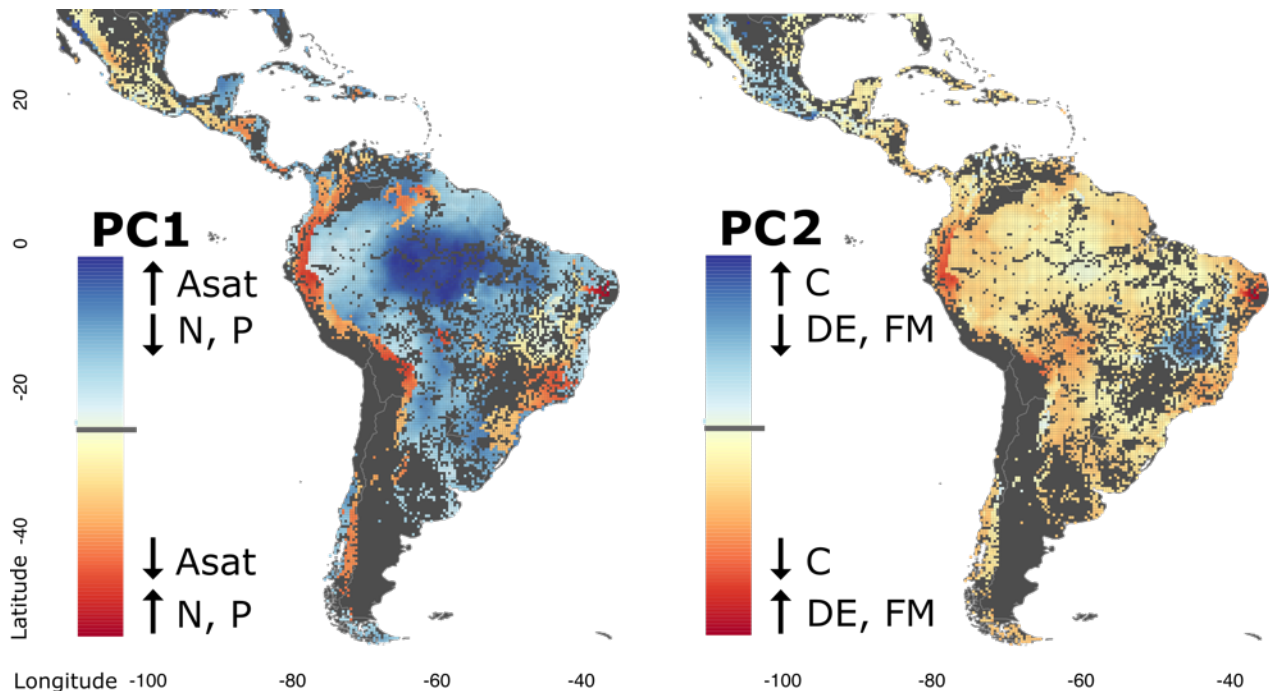 PC1
↑ Asat
↓ N, P
↓ Asat
↑ N, P
PC2
↑ C
↓ DE, FM
↓ C
↑ DE, FM
20
0
-20
-40
Latitude
Longitude -100 -80 -60 -40
-100 -80 -60 -40